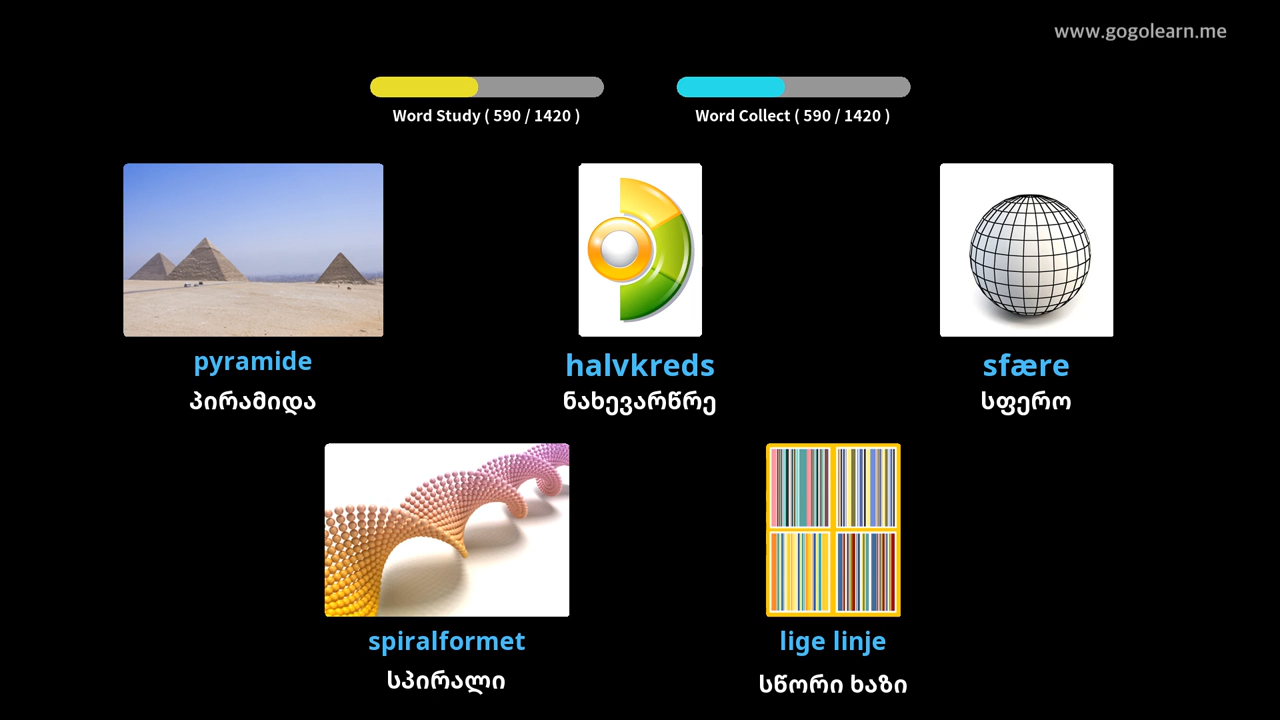 www.gogolearn.me
Word Study ( 590 / 1420 )
Word Collect ( 590 / 1420 )
pyramide
პირამიდა
halvkreds
ნახევარწრე
sfære
სფერო
spiralformet
სპირალი
lige linje
სწორი ხაზი